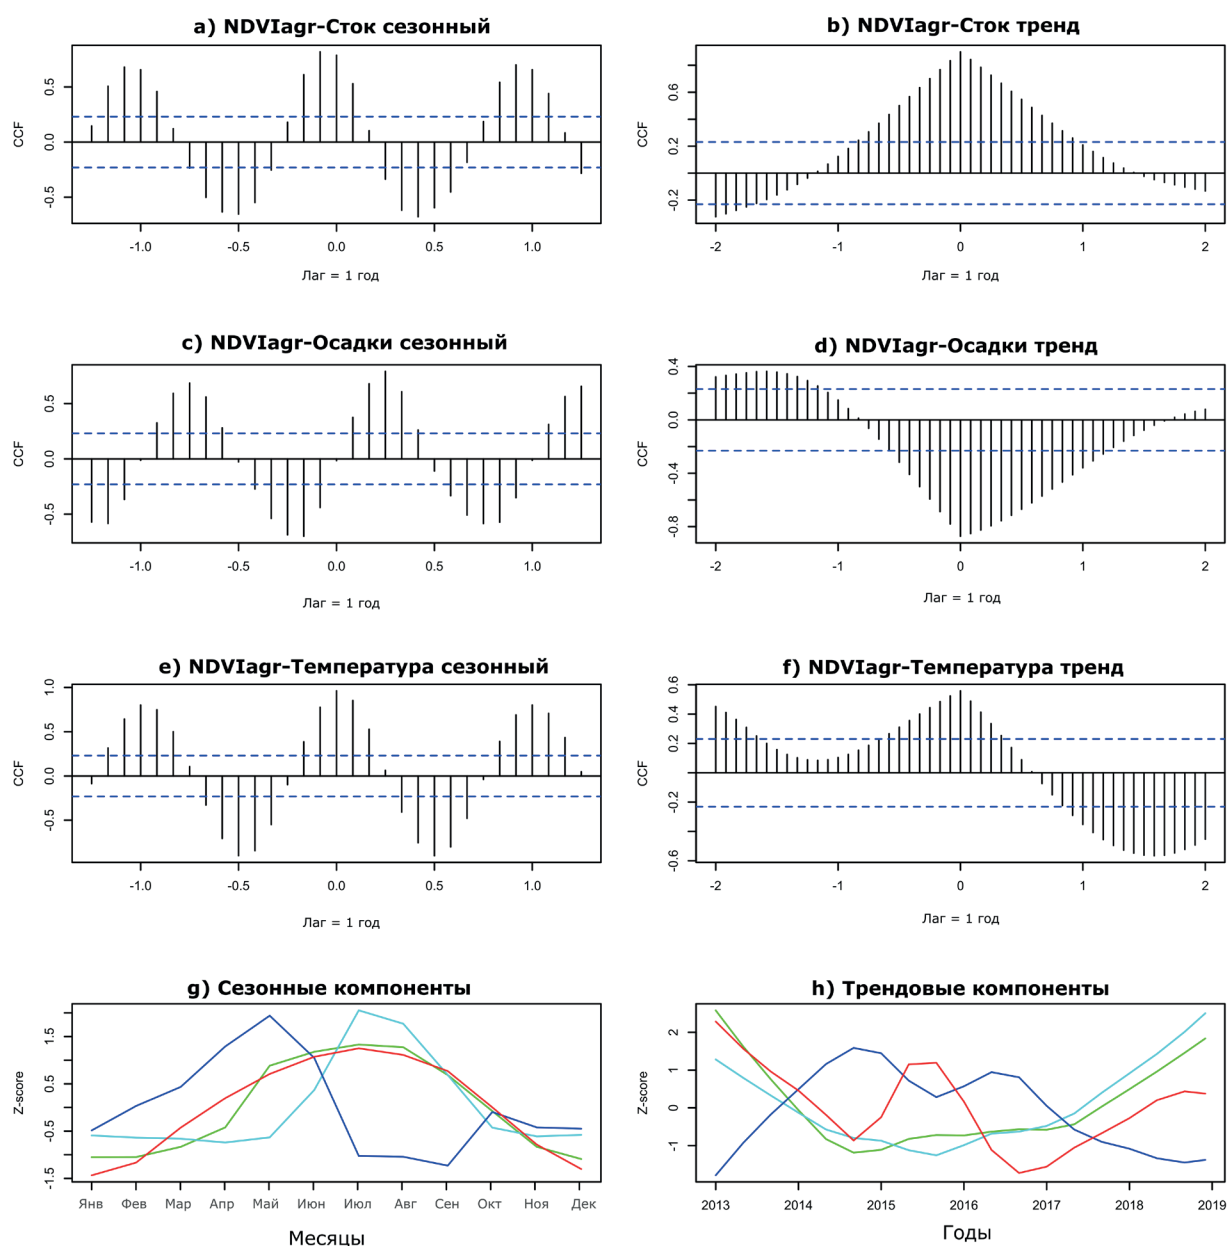 a) NDVIagr-Сток сезонный
CCF
0.5
0.0
-0.5
-1.0 -0.5 0.0 0.5 1.0
Лаг = 1 год
b) NDVIagr-Сток тренд
CCF
0.6
0.2
-0.2
-2 -1 0 1 2
Лаг = 1 год
c) NDVIagr-Осадки сезонный
CCF
0.5
0.0
-0.5
-1.0 -0.5 0.0 0.5 1.0
Лаг = 1 год
d) NDVIagr-Осадки тренд
CCF
0.4
0.0
-0.4
-0.8
-2 -1 0 1 2
Лаг = 1 год
e) NDVIagr-Температура сезонный
CCF
1.0
0.5
0.0
-0.5
-1.0 -0.5 0.0 0.5 1.0
Лаг = 1 год
f) NDVIagr-Температура тренд
CCF
0.6
0.2
-0.2
-0.6
-2 -1 0 1 2
Лаг = 1 год
g) Сезонные компоненты
Z-score
1.5
0.5
-0.5
-1.5
Янв Фев Мар Апр Май Июн Июл Авг Сен Окт Ноя Дек
Месяцы
h) Трендовые компоненты
Z-score
2
1
0
-1
2013 2014 2015 2016 2017 2018 2019
Годы